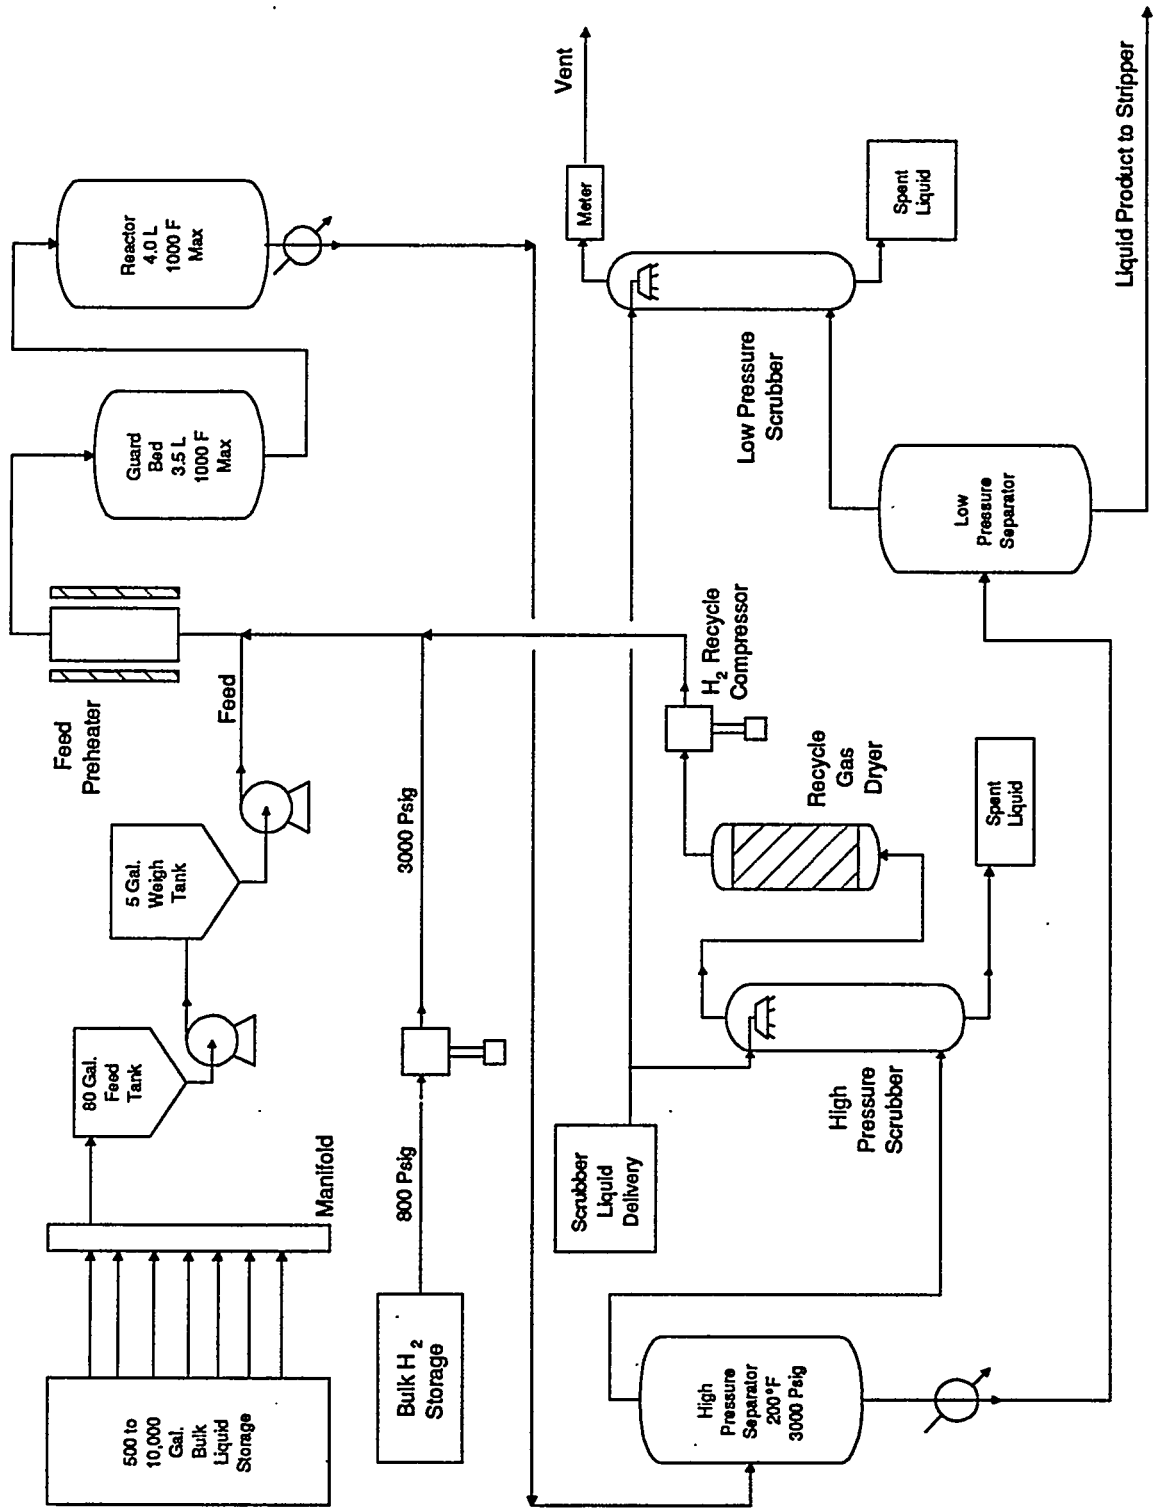 500 to
10,000
Gal.
Bulk
Liquid
Storage
Manifold
80 Gal.
Feed
Tank
5 Gal.
Weigh
Tank
Feed
Feed
Preheater
Guard
Bed
3.5 L
1000 F
Max
Reactor
4.0 L
1000 F
Max
Bulk H2
Storage
800 Psig
3000 Psig
Scrubber
Liquid
Delivery
High
Pressure
Separator
200°F
3000 Psig
High
Pressure
Scrubber
Spent
Liquid
Recycle
Gas
Dryer
H2 Recycle
Compressor
Low
Pressure
Separator
Low Pressure
Scrubber
Meter
Vent
Spent
Liquid
Liquid Product to Stripper